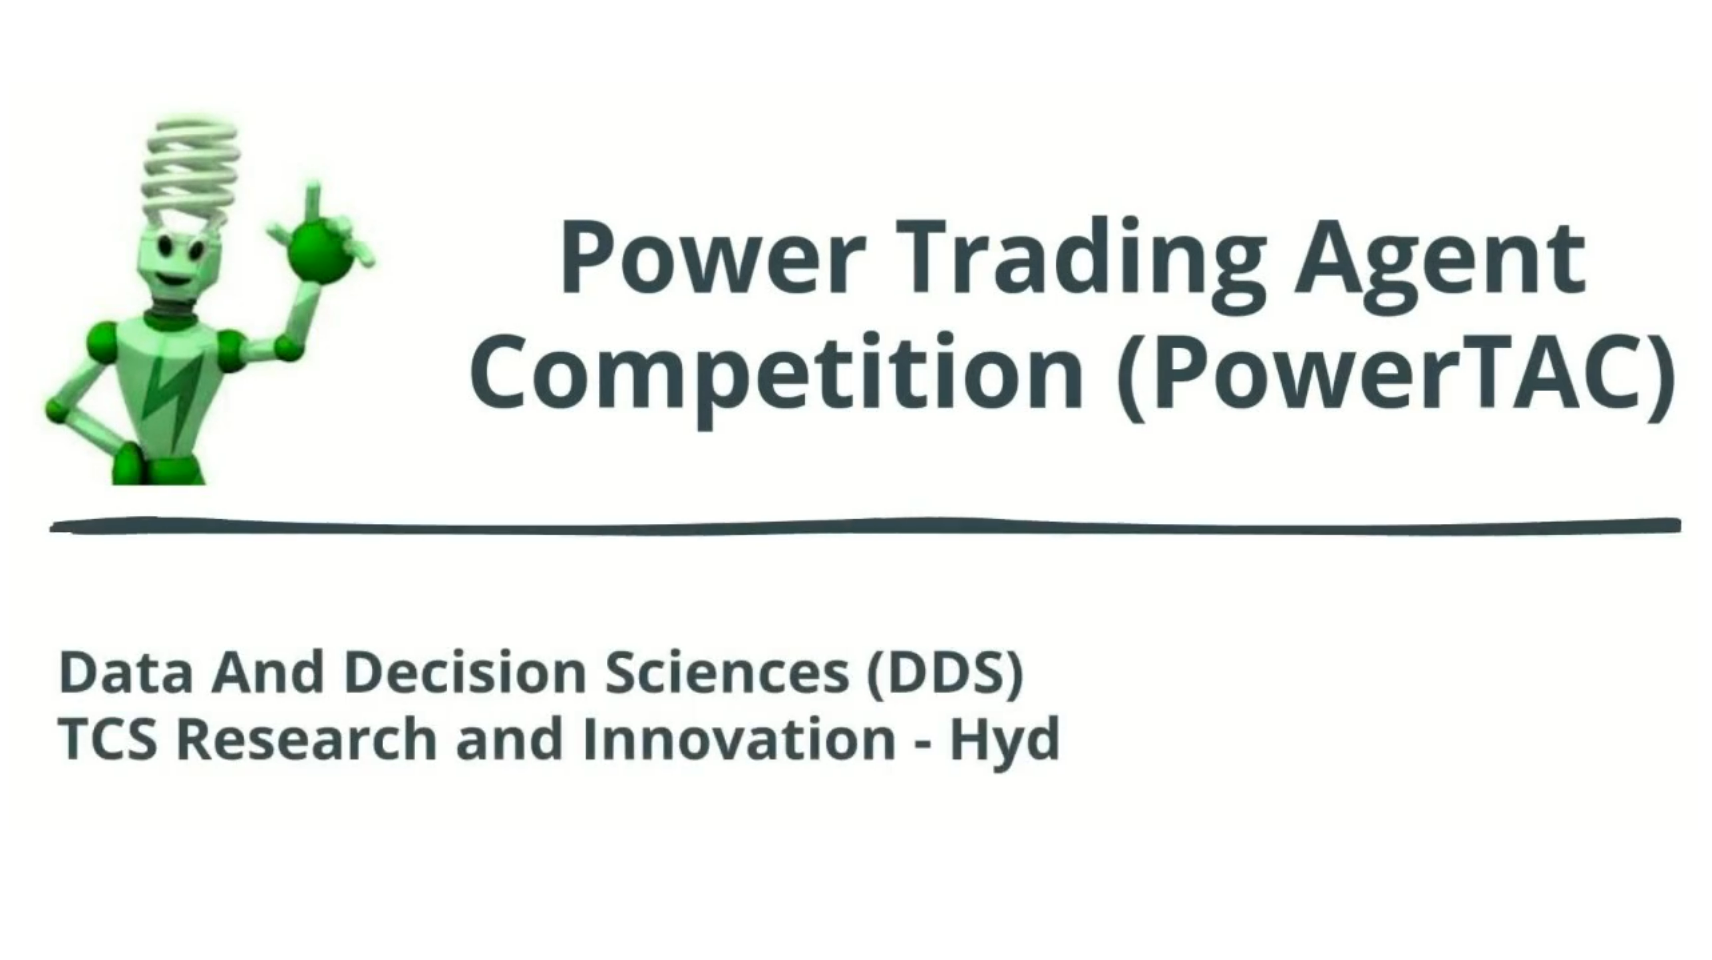 Power Trading Agent
Competition (PowerTAC)
Data And Decision Sciences (DDS)
TCS Research and Innovation - Hyd